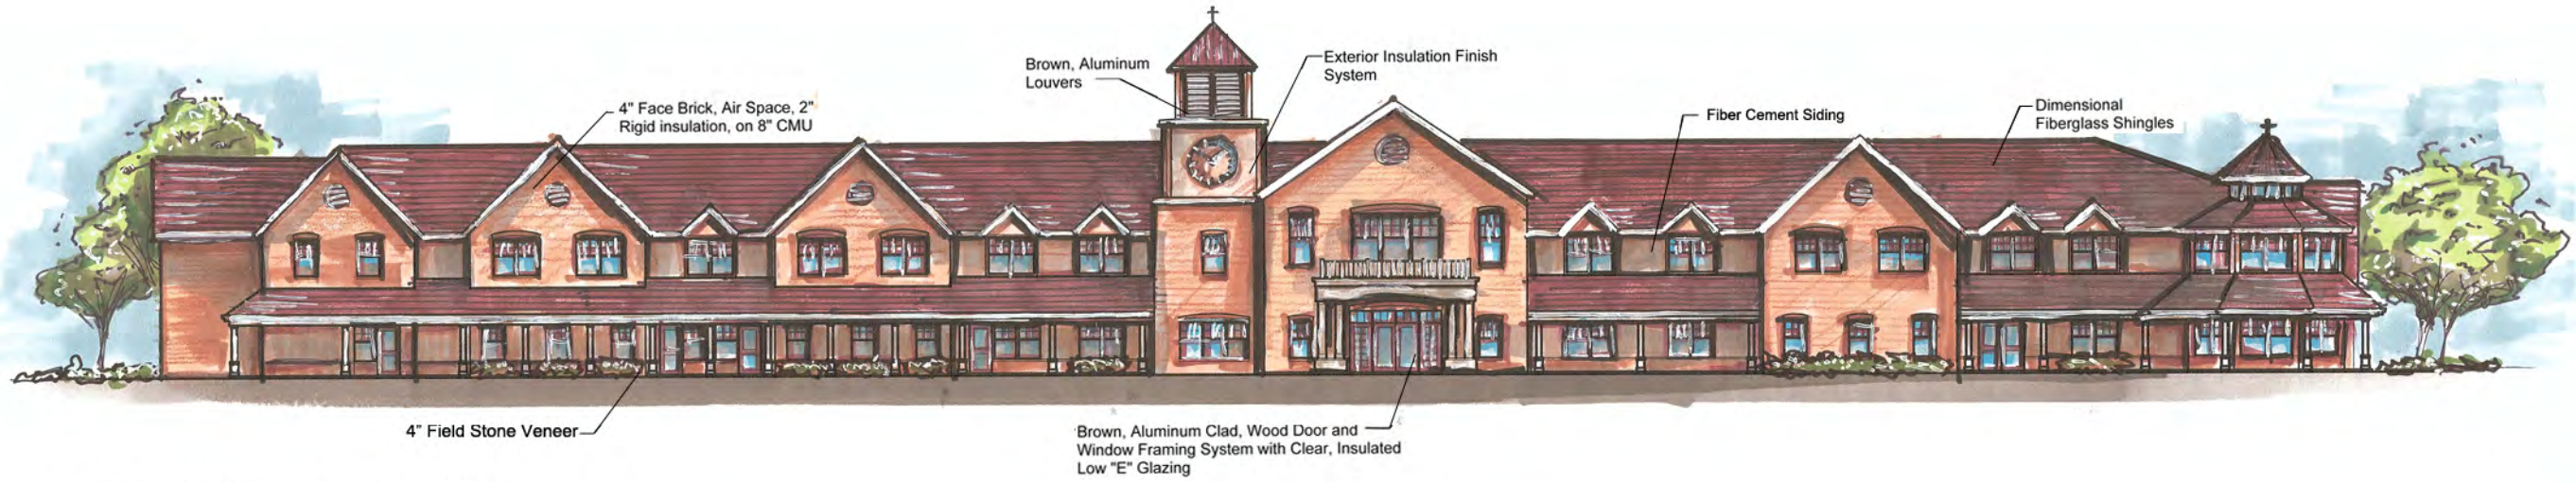 Brown, Aluminum
Louvers
Exterior Insulation Finish
System
4" Face Brick, Air Space, 2"
Rigid insulation, on 8" CMU
Fiber Cement Siding
Dimensional
Fiberglass Shingles
4" Field Stone Veneer
Brown, Aluminum Clad, Wood Door and
Window Framing System with Clear, Insulated
Low "E" Glazing